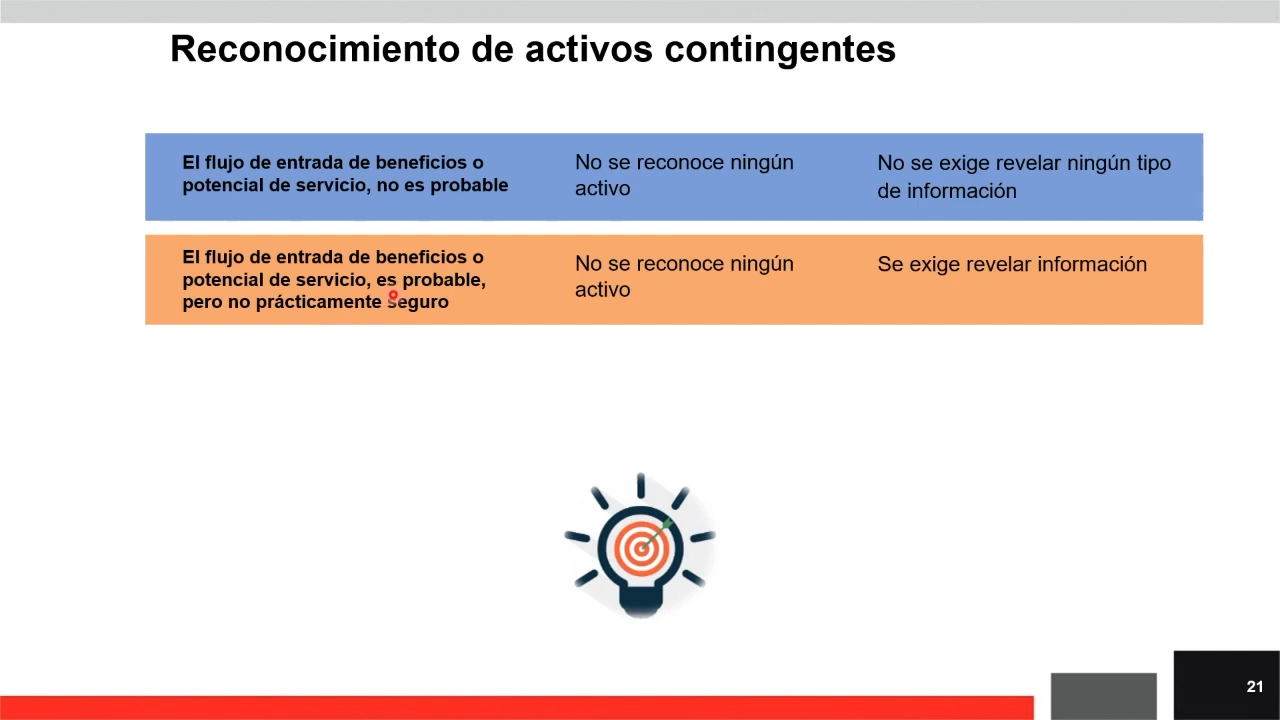 Reconocimiento de activos contingentes
El flujo de entrada de beneficios o
potencial de servicio, no es probable
No se reconoce ningún
activo
No se exige revelar ningún tipo
de información
El flujo de entrada de beneficios o
potencial de servicio, es probable,
pero no prácticamente seguro
No se reconoce ningún
activo
Se exige revelar información
21